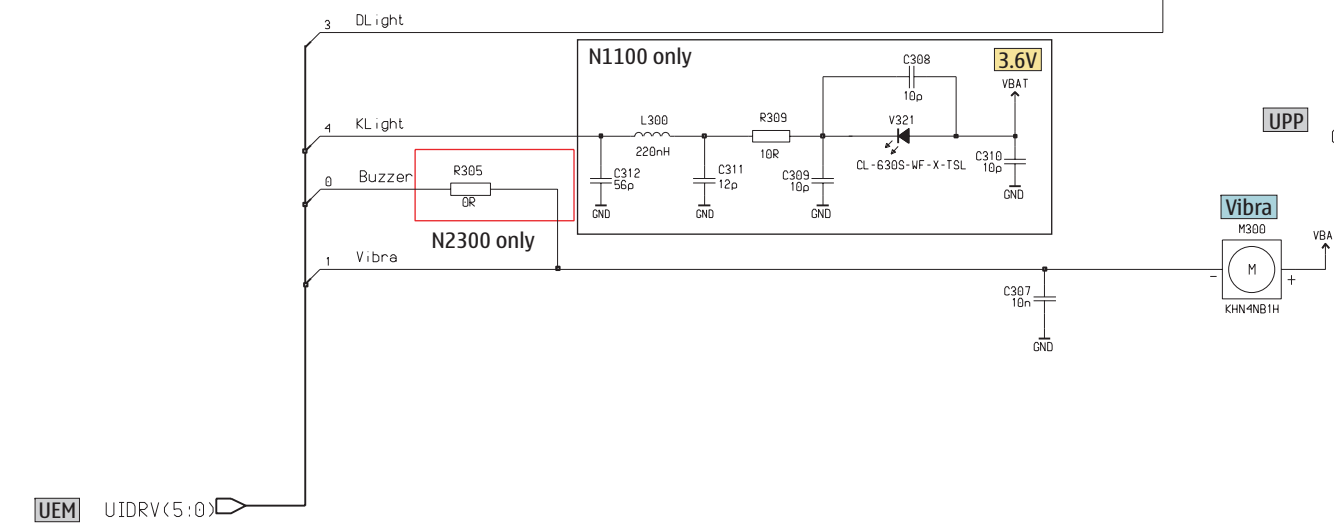 3 DLight
N1100 only
3.6V
C308
10p
VBAT
4 KLight
L300
220nH
R309
10R
V321
CL-630S-WF-X-TSL
UPP
C312
56p
GND
C311
12p
GND
C309
10p
GND
C310
10p
GND
0 Buzzer
R305
0R
N2300 only
Vibra
M300
VBA
1 Vibra
M
- +
KHN4NB1H
C307
10n
GND
UEM UIDRV(5:0)